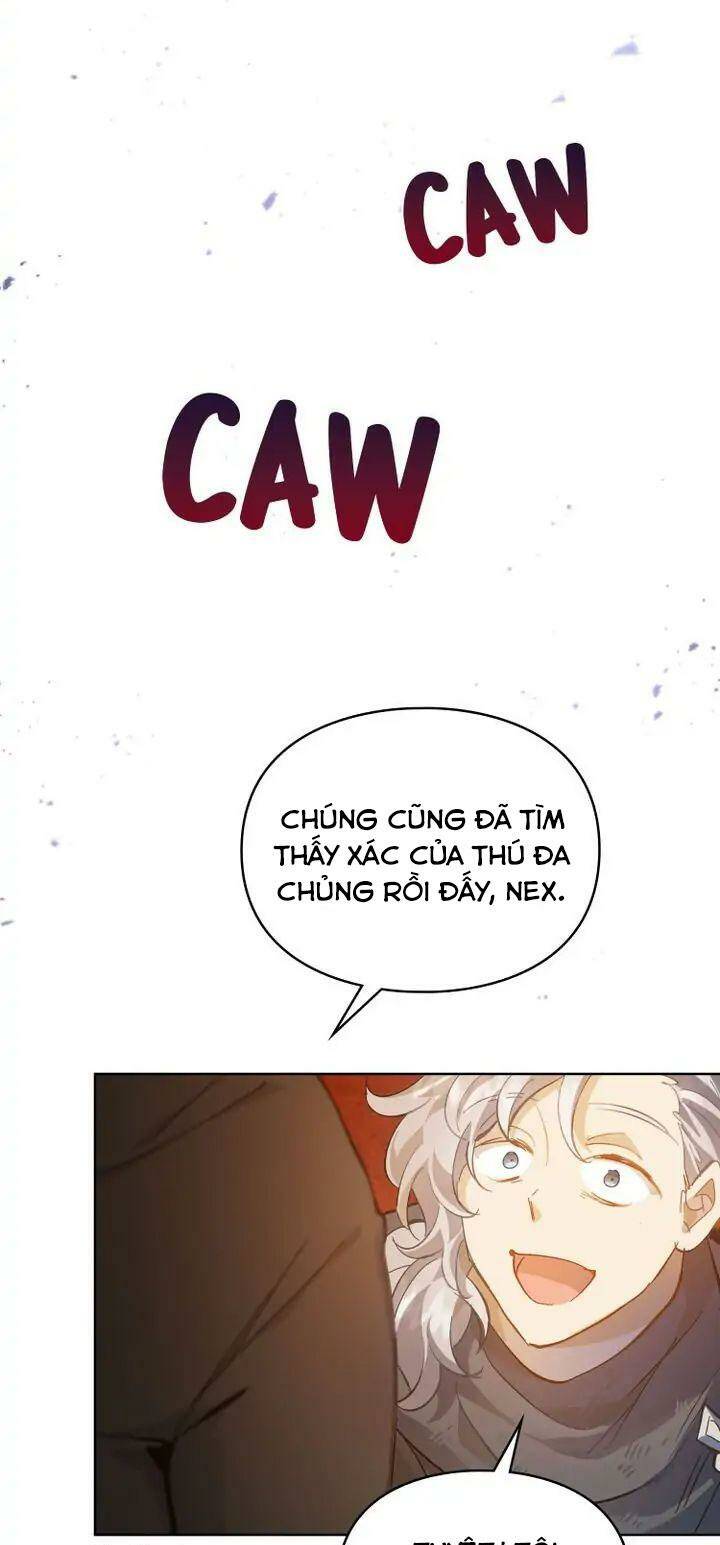 CAW
CAW
CHÚNG CŨNG ĐÃ TÌM
THẤY XÁC CỦA THÚ ĐA
CHỦNG RỒI ĐẤY, NEX.